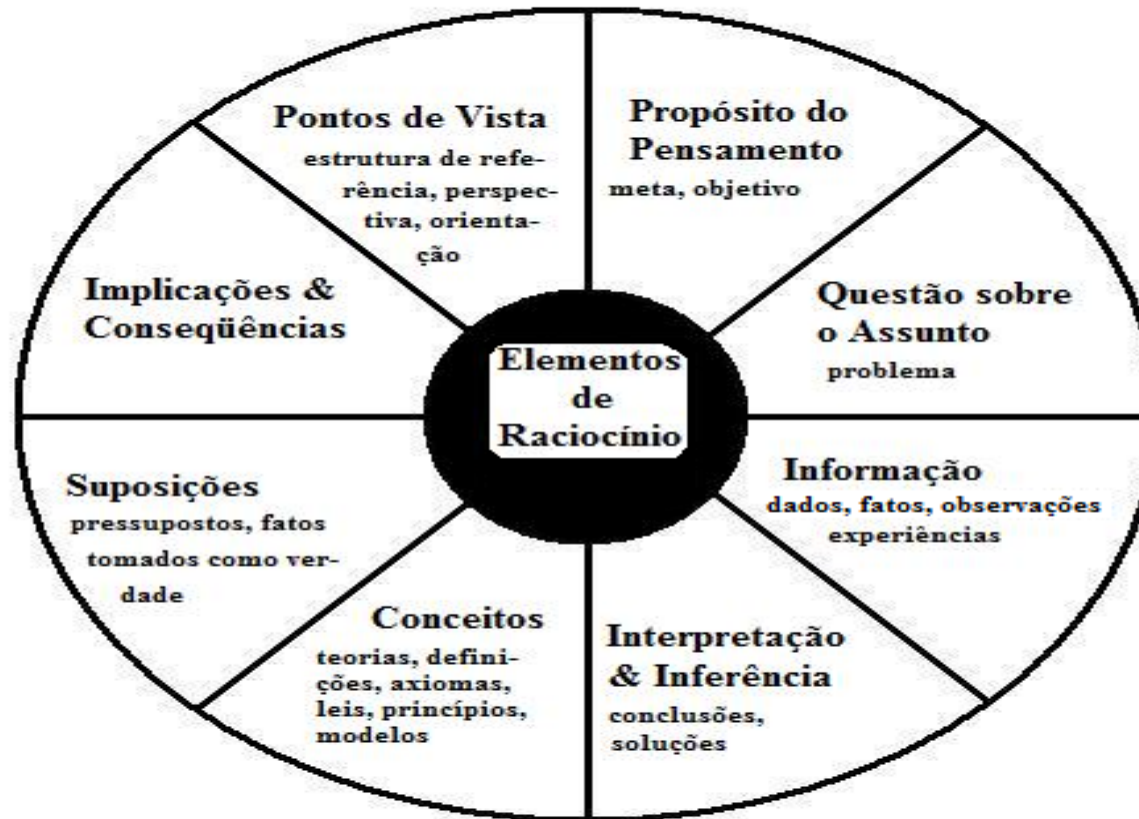 Pontos de Vista
estrutura de refe-
rência, perspec-
tiva, orienta-
ção
Propósito do
Pensamento
meta, objetivo
Questão sobre
o Assunto
problema
Informação
dados, fatos, observações
experiências
Interpretação
& Inferência
conclusões,
soluções
Conceitos
teorias, defini-
ções, axiomas,
leis, princípios,
modelos
Suposições
pressupostos, fatos
tomados como ver-
dade
Implicações &
Conseqüências
Elementos
de
Raciocínio